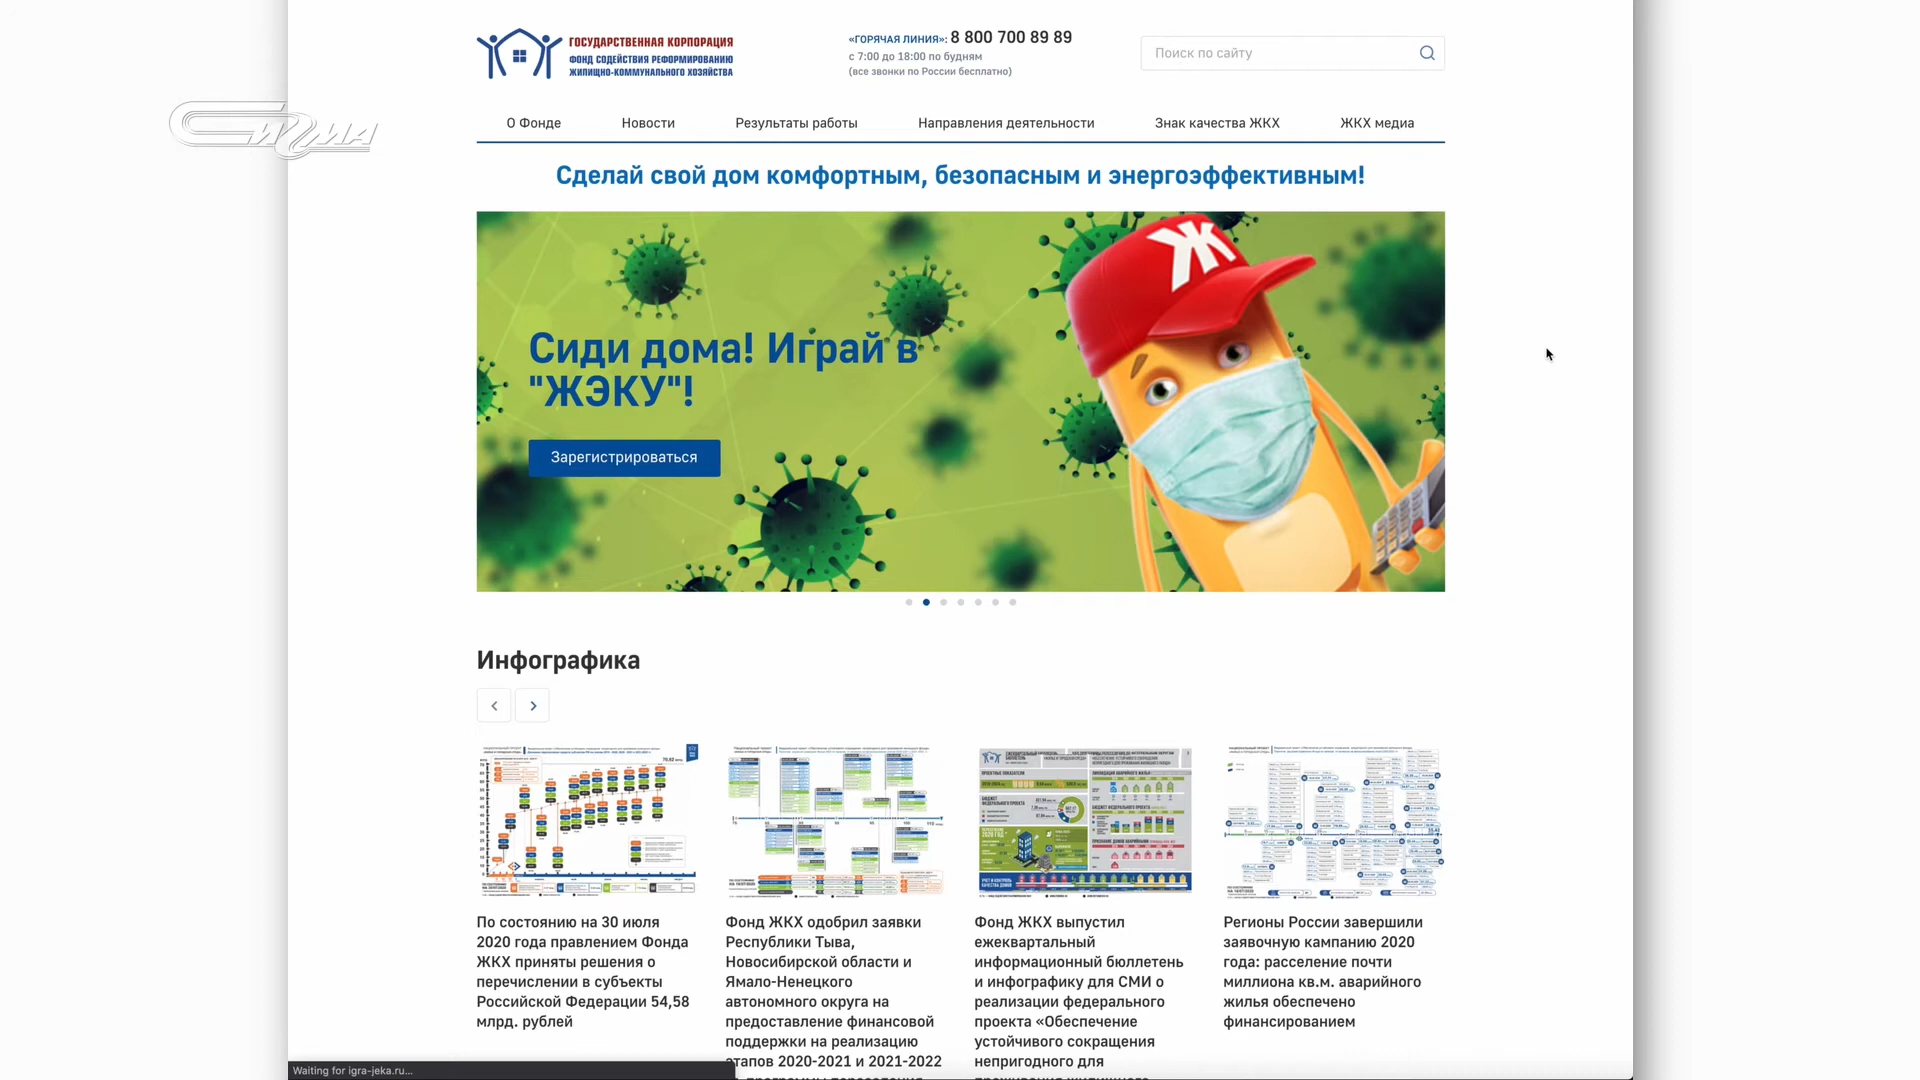 ГОСУДАРСТВЕННАЯ КОРПОРАЦИЯ
ФОНД СОДЕЙСТВИЯ РЕФОРМИРОВАНИЮ
ЖИЛИЩНО-КОММУНАЛЬНОГО ХОЗЯЙСТВА
«ГОРЯЧАЯ ЛИНИЯ»: 8 800 700 89 89
с 7:00 до 18:00 по будням
(все звонки по России бесплатно)
Поиск по сайту
СИГМА
О Фонде Новости Результаты работы Направления деятельности Знак качества ЖКХ ЖКХ медиа
Сделай свой дом комфортным, безопасным и энергоэффективным!
Ж
Сиди дома! Играй в
"ЖЭКУ"!
Зарегистрироваться
Инфографика
По состоянию на 30 июля
2020 года правлением Фонда
ЖКХ приняты решения о
перечислении в субъекты
Российской Федерации 54,58
млрд. рублей
Фонд ЖКХ одобрил заявки
Республики Тыва,
Новосибирской области и
Ямало-Ненецкого
автономного округа на
предоставление финансовой
поддержки на реализацию
этапов 2020-2021 и 2021-2022
Фонд ЖКХ выпустил
ежеквартальный
информационный бюллетень
и инфографику для СМИ о
реализации федерального
проекта «Обеспечение
устойчивого сокращения
непригодного для
Регионы России завершили
заявочную кампанию 2020
года: расселение почти
миллиона кв.м. аварийного
жилья обеспечено
финансированием
Waiting for igra-jeka.ru...